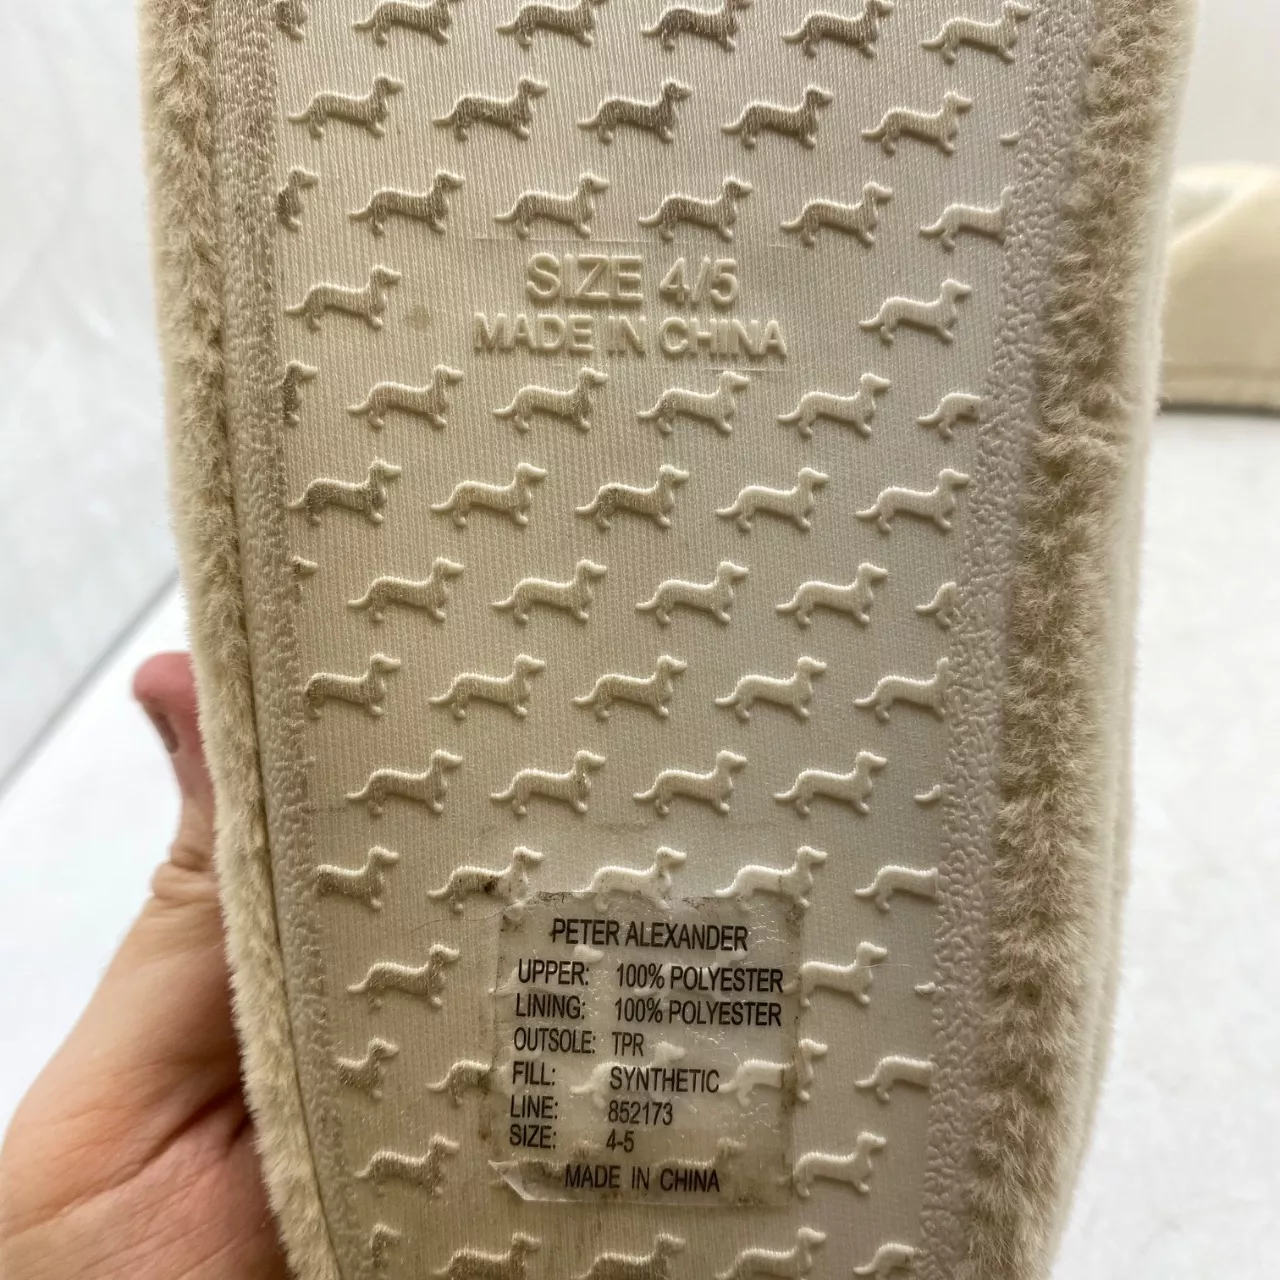 SIZE 4/5
MADE IN CHINA
PETER ALEXANDER
UPPER: 100% POLYESTER
LINING: 100% POLYESTER
OUTSOLE: TPR
FILL: SYNTHETIC
LINE: 852173
SIZE: 4-5
MADE IN CHINA